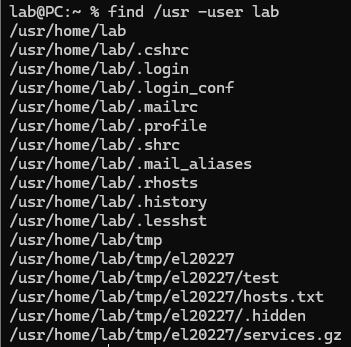 lab@PC:~ % find /usr -user lab
/usr/home/lab
/usr/home/lab/.cshrc
/usr/home/lab/.login
/usr/home/lab/.login_conf
/usr/home/lab/.mailrc
/usr/home/lab/.profile
/usr/home/lab/.shrc
/usr/home/lab/.mail_aliases
/usr/home/lab/.rhosts
/usr/home/lab/.history
/usr/home/lab/.lesshst
/usr/home/lab/tmp
/usr/home/lab/tmp/el20227
/usr/home/lab/tmp/el20227/test
/usr/home/lab/tmp/el20227/hosts.txt
/usr/home/lab/tmp/el20227/.hidden
/usr/home/lab/tmp/el20227/services.gz